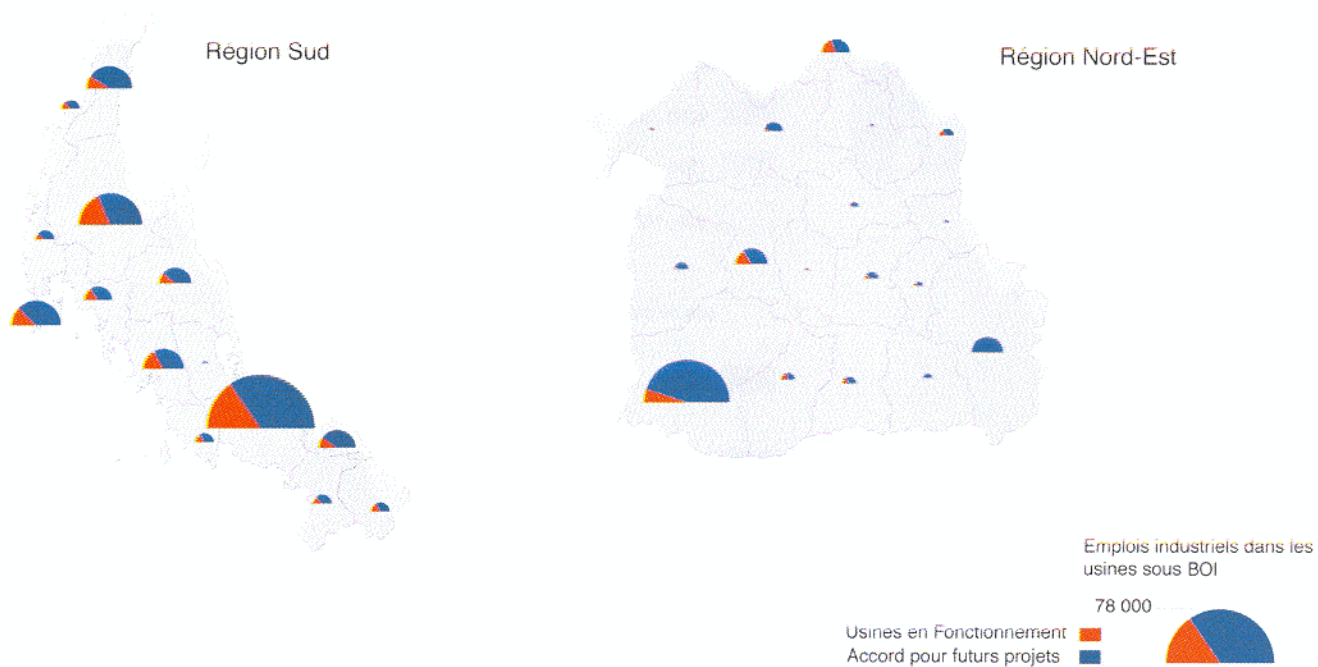 Région Sud
Région Nord-Est
Emplois industriels dans les
usines sous BOI
78 000
Usines en Fonctionnement
Accord pour futurs projets